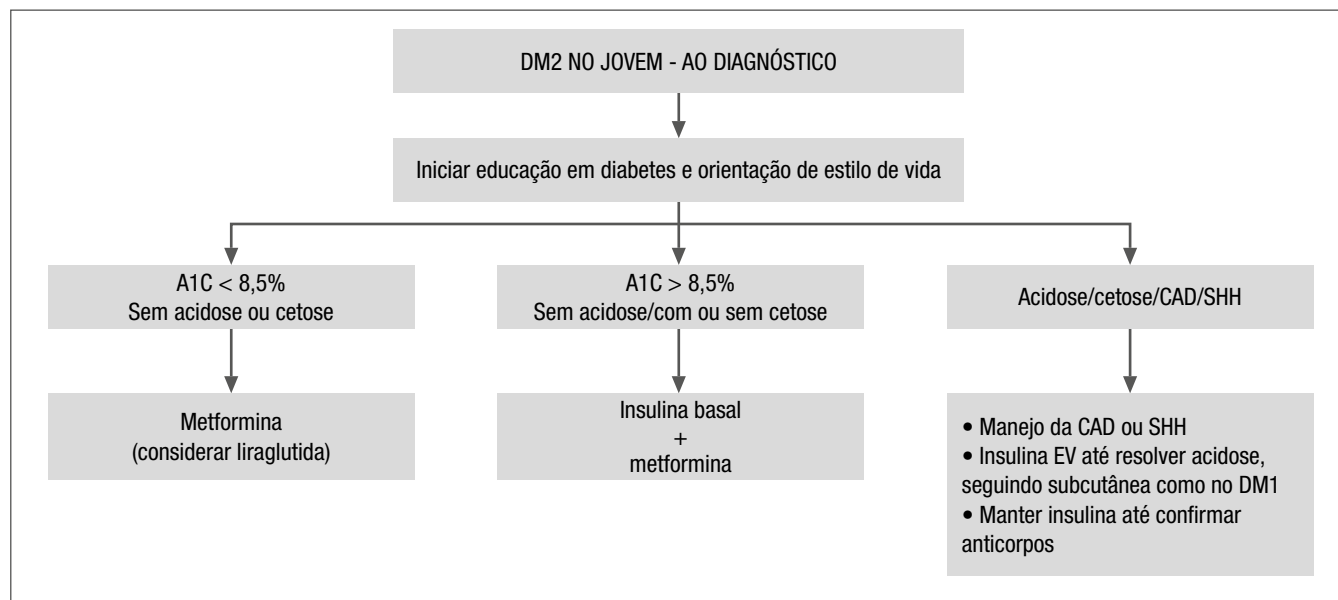 DM2 NO JOVEM - AO DIAGNÓSTICO
Iniciar educação em diabetes e orientação de estilo de vida
A1C < 8,5%
Sem acidose ou cetose
A1C > 8,5%
Sem acidose/com ou sem cetose
Acidose/cetose/CAD/SHH
Metformina
(considerar liraglutida)
Insulina basal
+
metformina
• Manejo da CAD ou SHH
• Insulina EV até resolver acidose,
seguindo subcutânea como no DM1
• Manter insulina até confirmar
anticorpos